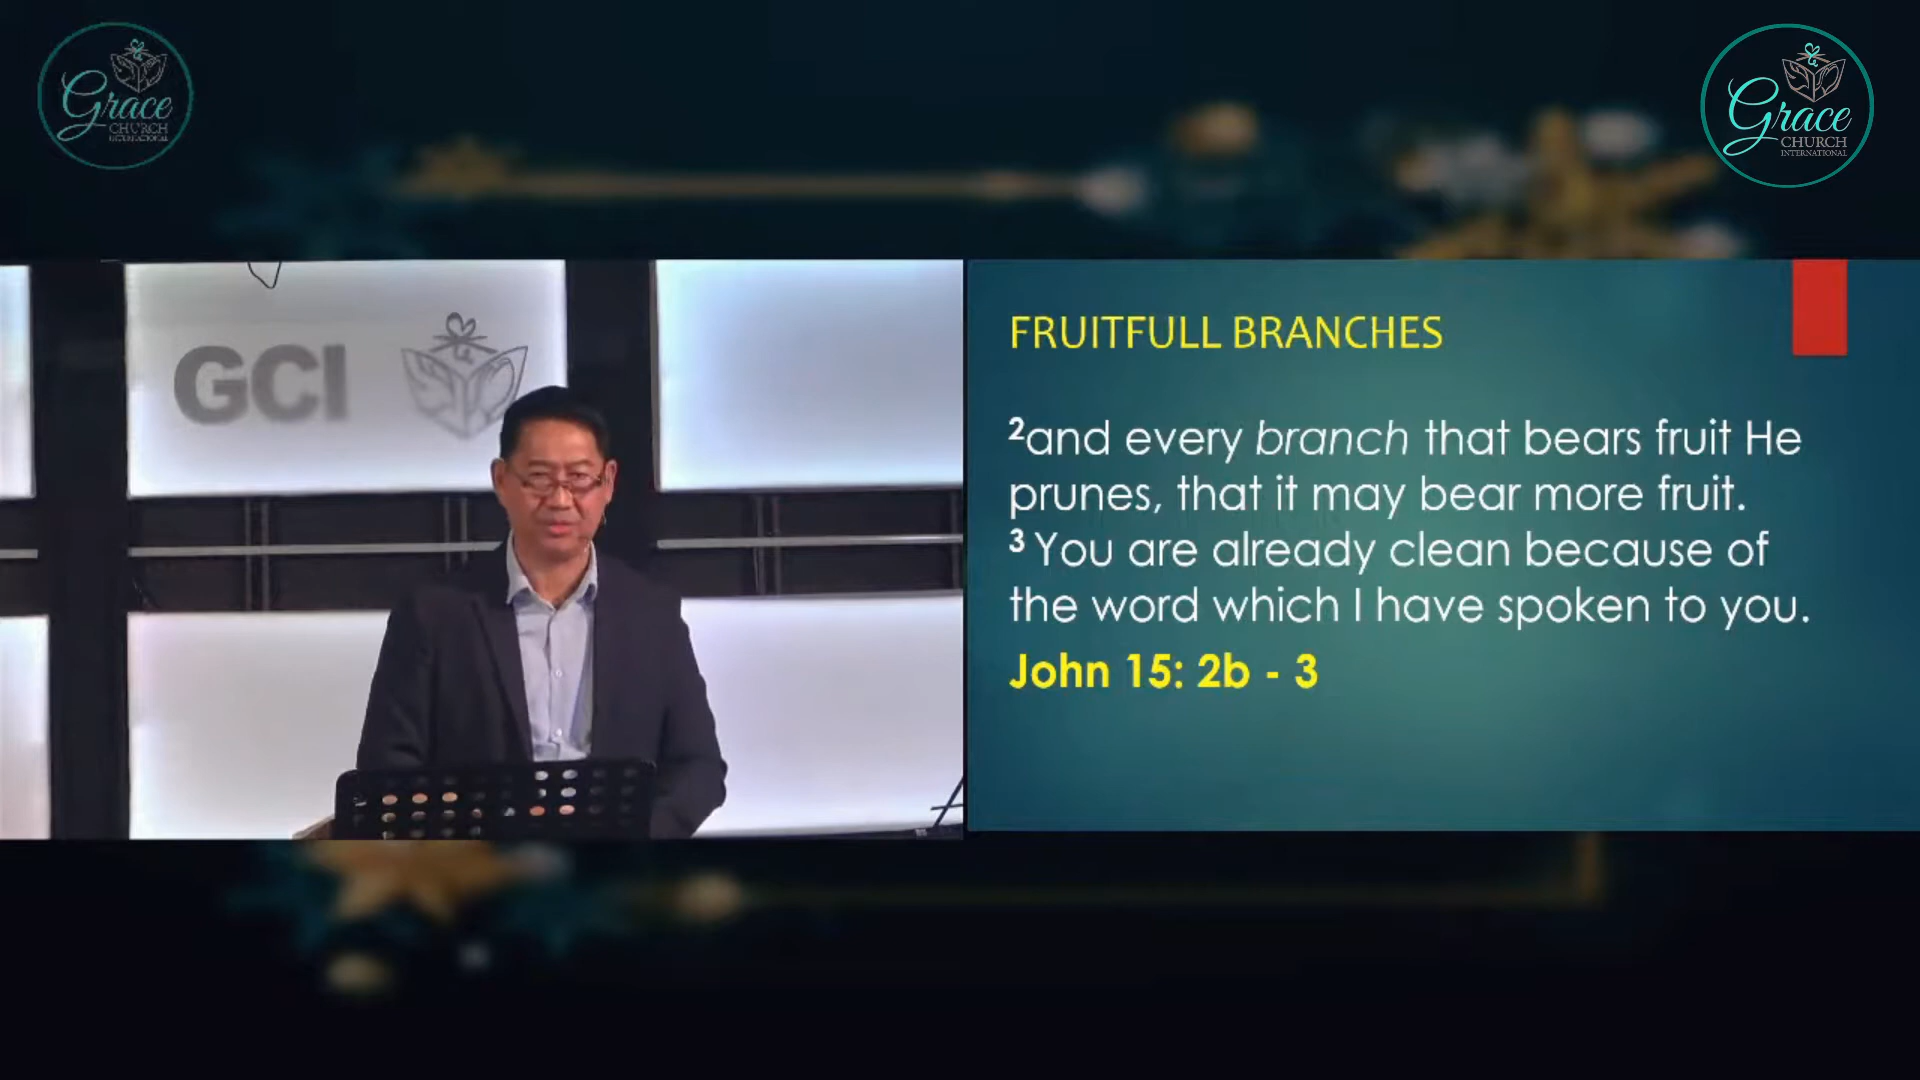 Grace
CHURCH
INTERNATIONAL
Grace
CHURCH
INTERNATIONAL
GCI
FRUITFULL BRANCHES
²and every branch that bears fruit He
prunes, that it may bear more fruit.
³ You are already clean because of
the word which I have spoken to you.
John 15: 2b - 3